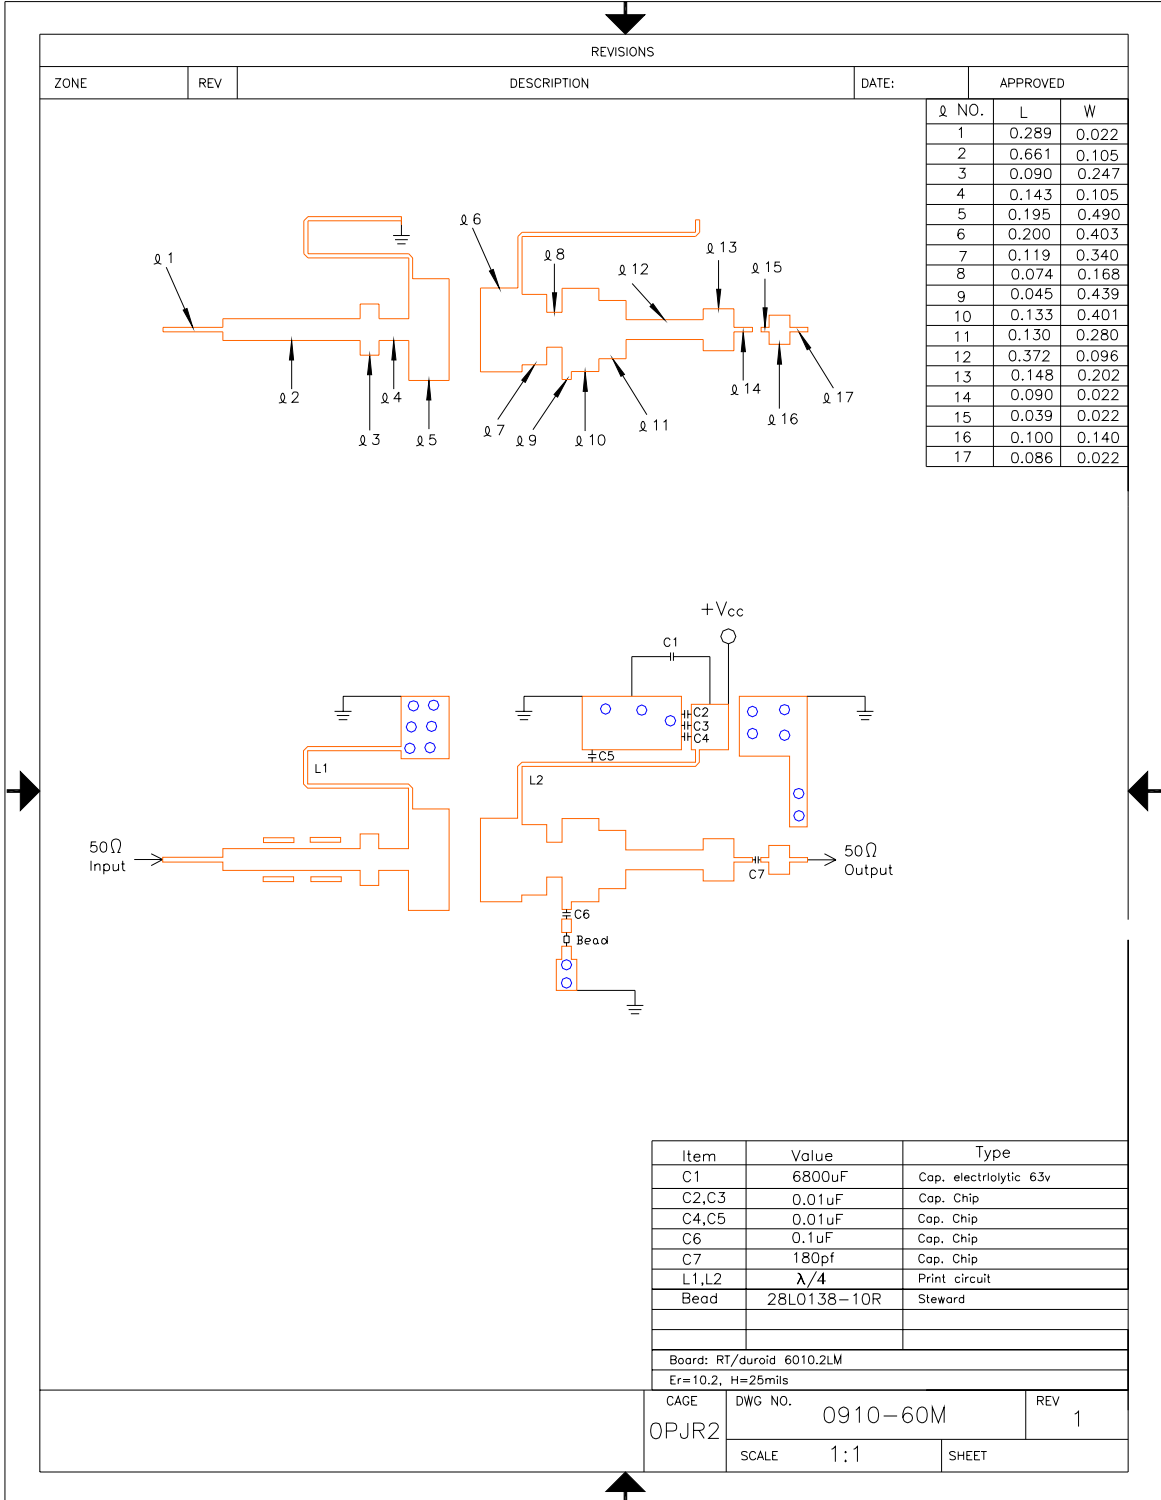 REVISIONS
ZONE REV DESCRIPTION DATE: APPROVED
ℓ NO. L W
1 0.289 0.022
2 0.661 0.105
3 0.090 0.247
4 0.143 0.105
5 0.195 0.490
6 0.200 0.403
7 0.119 0.340
8 0.074 0.168
9 0.045 0.439
10 0.133 0.401
11 0.130 0.280
12 0.372 0.096
13 0.148 0.202
14 0.090 0.022
15 0.039 0.022
16 0.100 0.140
17 0.086 0.022
ℓ 6
ℓ 13
ℓ 8
ℓ 1
ℓ 12
ℓ 15
ℓ 14
ℓ 2
ℓ 4
ℓ 17
ℓ 16
ℓ 11
ℓ 7
ℓ 3
ℓ 5
ℓ 9
ℓ 10
+Vcc
C1
C2
C3
C4
C5
L1
L2
50Ω
Input
50Ω
Output
C7
C6
Bead
Item Value Type
C1 6800uF Cap. electrlolytic 63v
C2,C3 0.01uF Cap. Chip
C4,C5 0.01uF Cap. Chip
C6 0.1uF Cap. Chip
C7 180pf Cap. Chip
L1,L2 λ/4 Print circuit
Bead 28L0138-10R Steward
Board: RT/duroid 6010.2LM
Er=10.2, H=25mils
CAGE DWG NO. REV
0PJR2 0910-60M 1
SCALE 1:1 SHEET